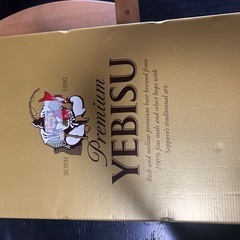 Premium
YEBISU
Rich and mellow premium beer brewed from
100% fine malt and select hops with
Sapporo's traditional art.
BORN
1890